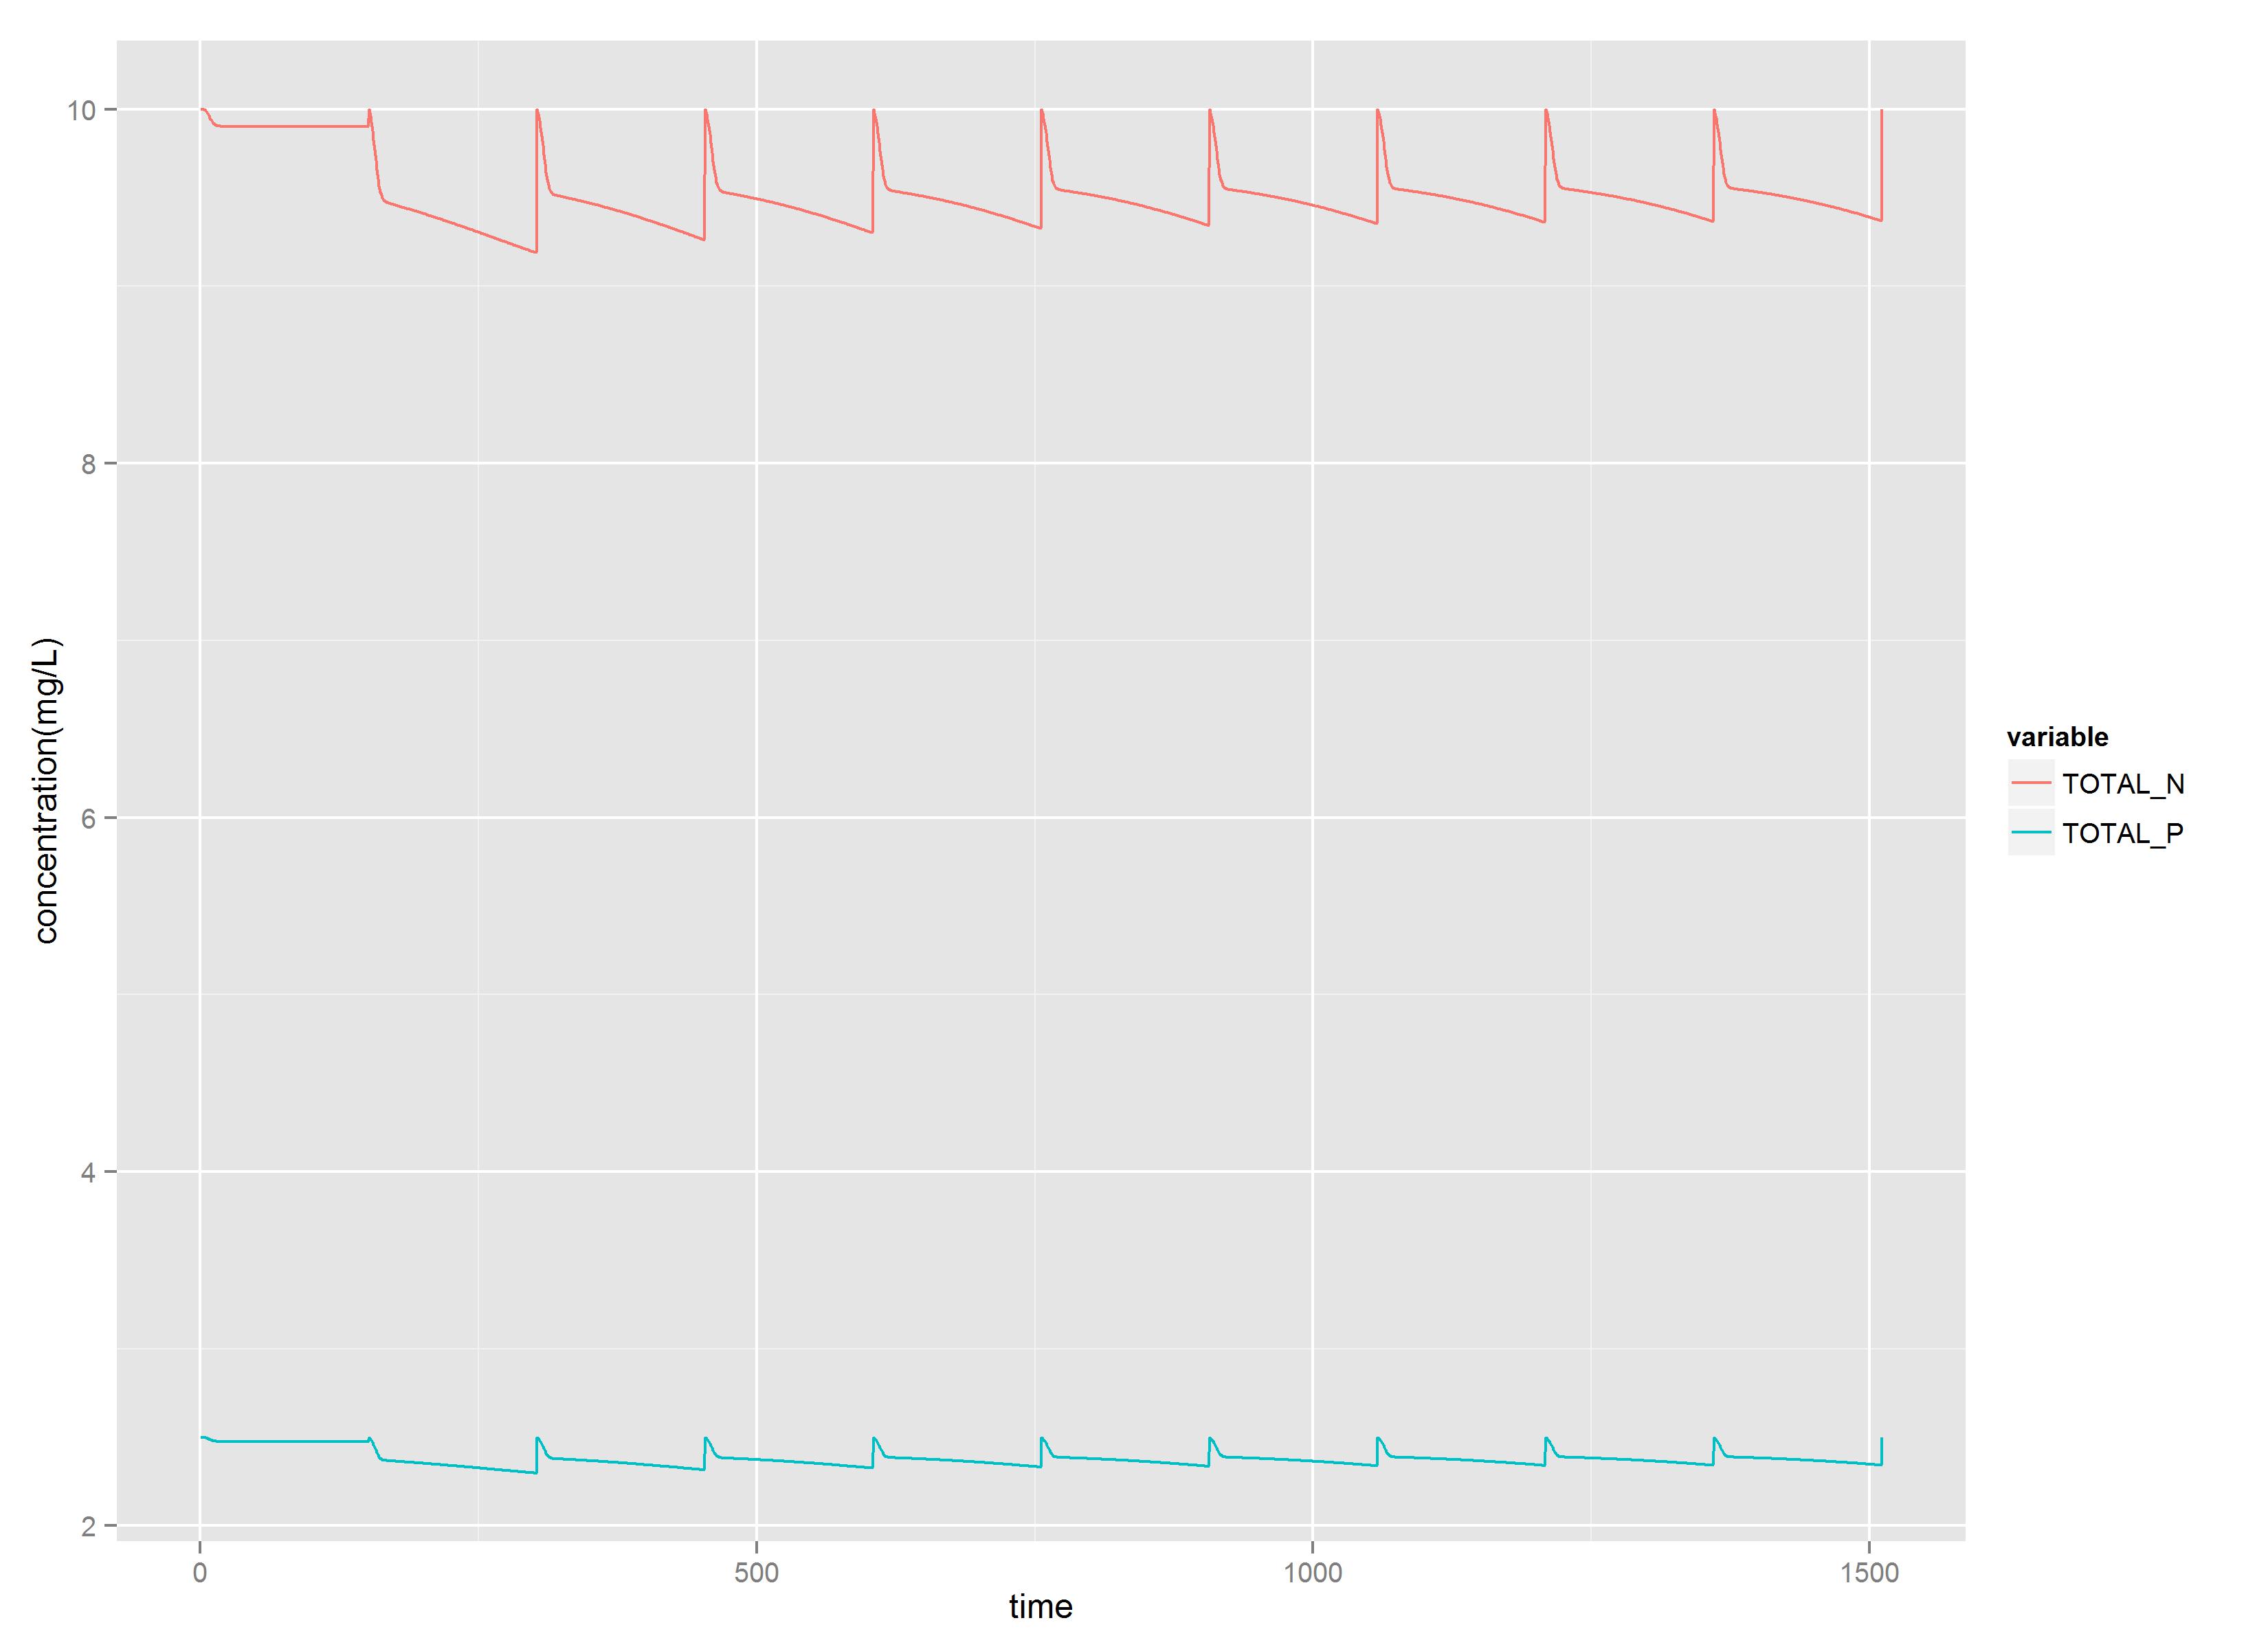 10
8
6
4
2
concentration(mg/L)
0
500
1000
1500
time
variable
TOTAL_N
TOTAL_P